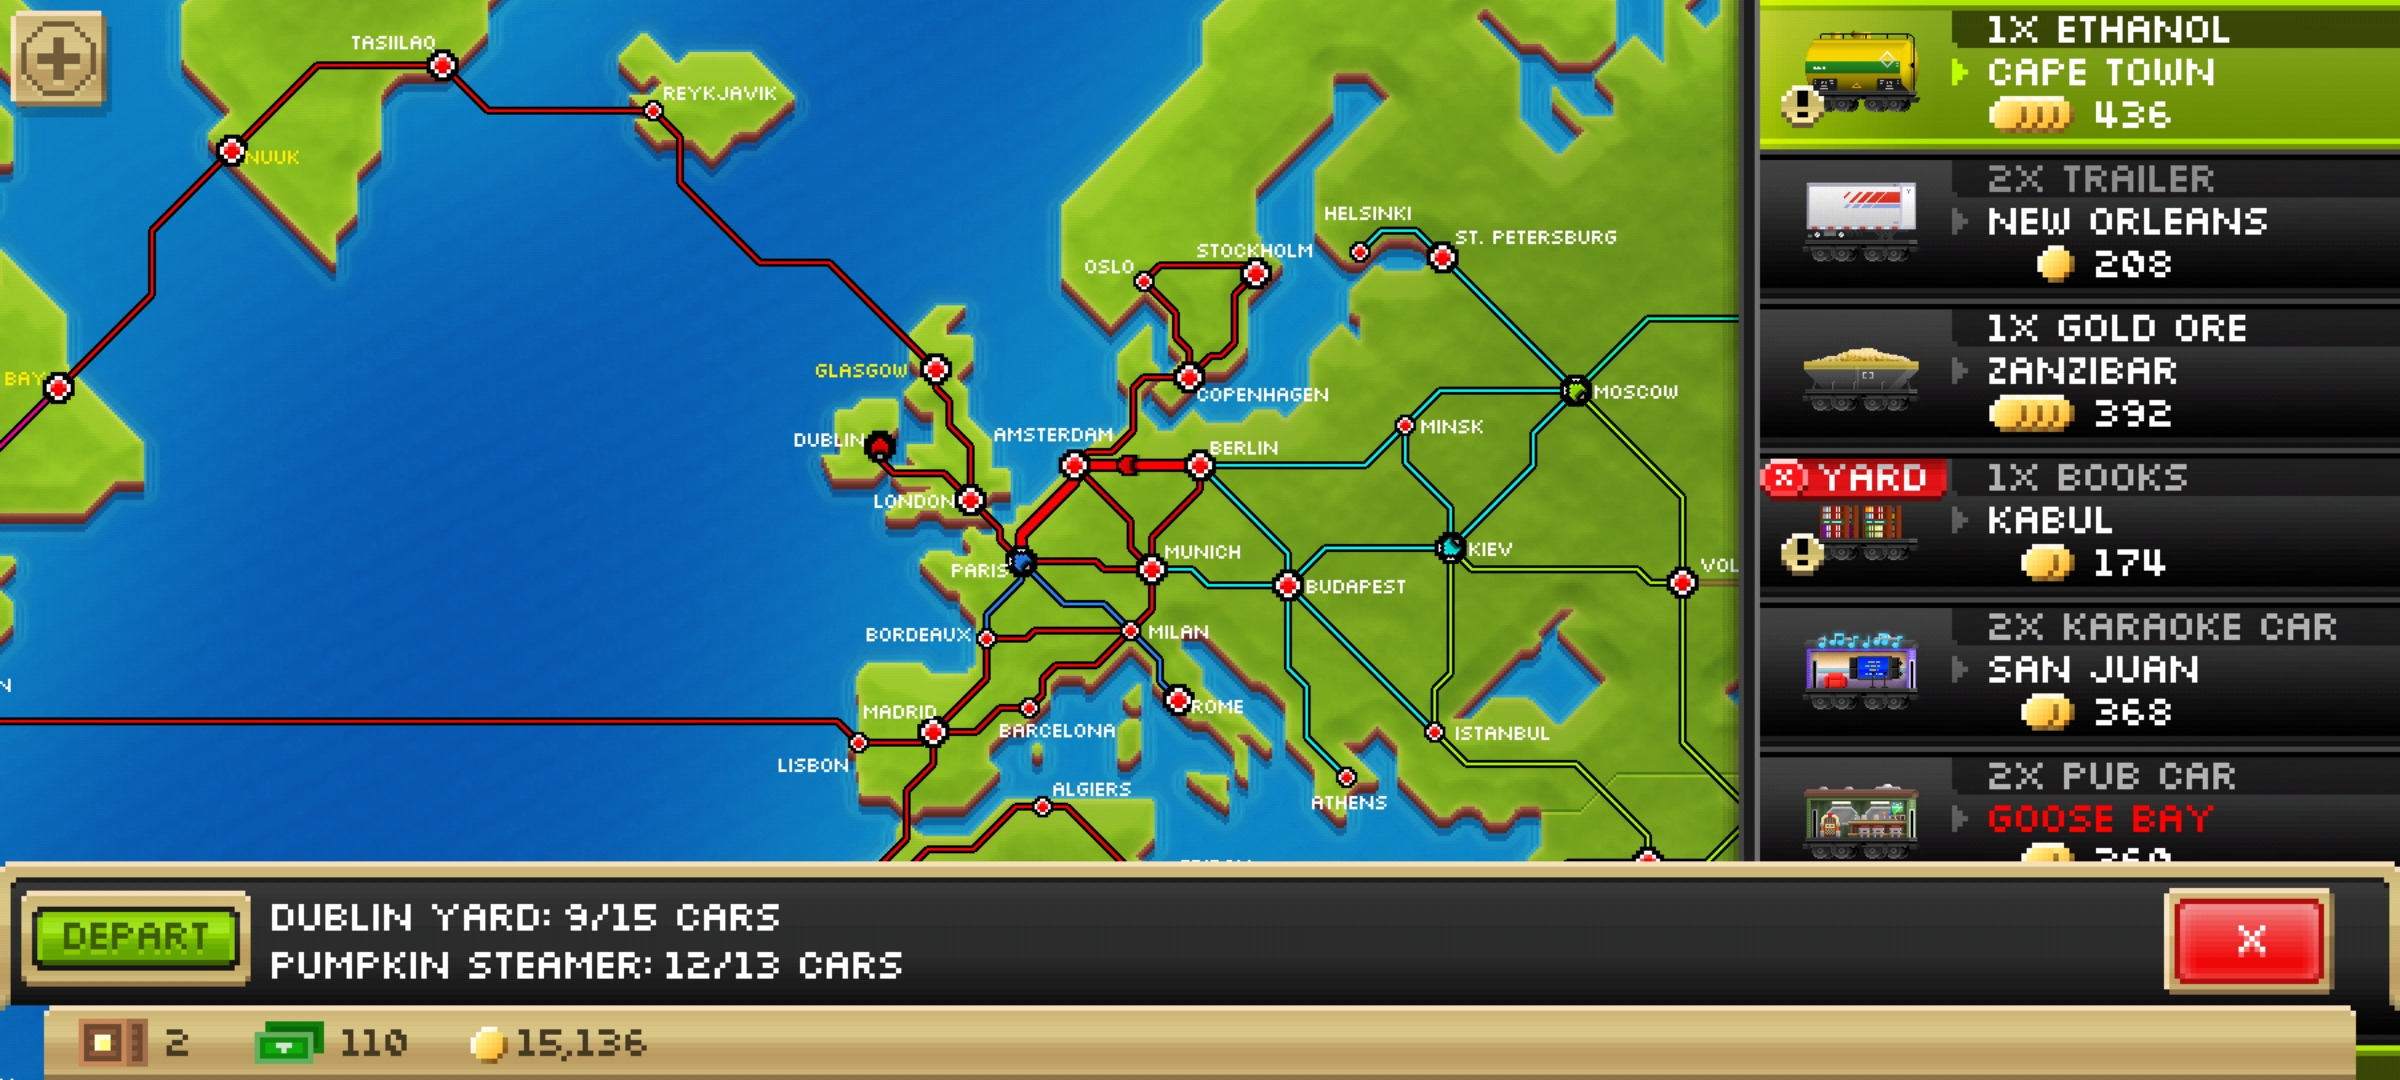 TASIILAQ
REYKJAVIK
NUUK
HELSINKI
ST. PETERSBURG
STOCKHOLM
OSLO
GLASGOW
BAY
COPENHAGEN
MOSCOW
MINSK
DUBLIN
AMSTERDAM
BERLIN
LONDON
PARIS
MUNICH
KIEV
VOL
BUDAPEST
BORDEAUX
MILAN
N
MADRID
ROME
BARCELONA
ISTANBUL
LISBON
ALGIERS
ATHENS
1X ETHANOL
CAPE TOWN
436
2X TRAILER
NEW ORLEANS
208
1X GOLD ORE
ZANZIBAR
392
YARD
1X BOOKS
KABUL
174
2X KARAOKE CAR
SAN JUAN
368
2X PUB CAR
GOOSE BAY
DEPART
DUBLIN YARD: 9/15 CARS
PUMPKIN STEAMER: 12/13 CARS
X
2
110
15,136